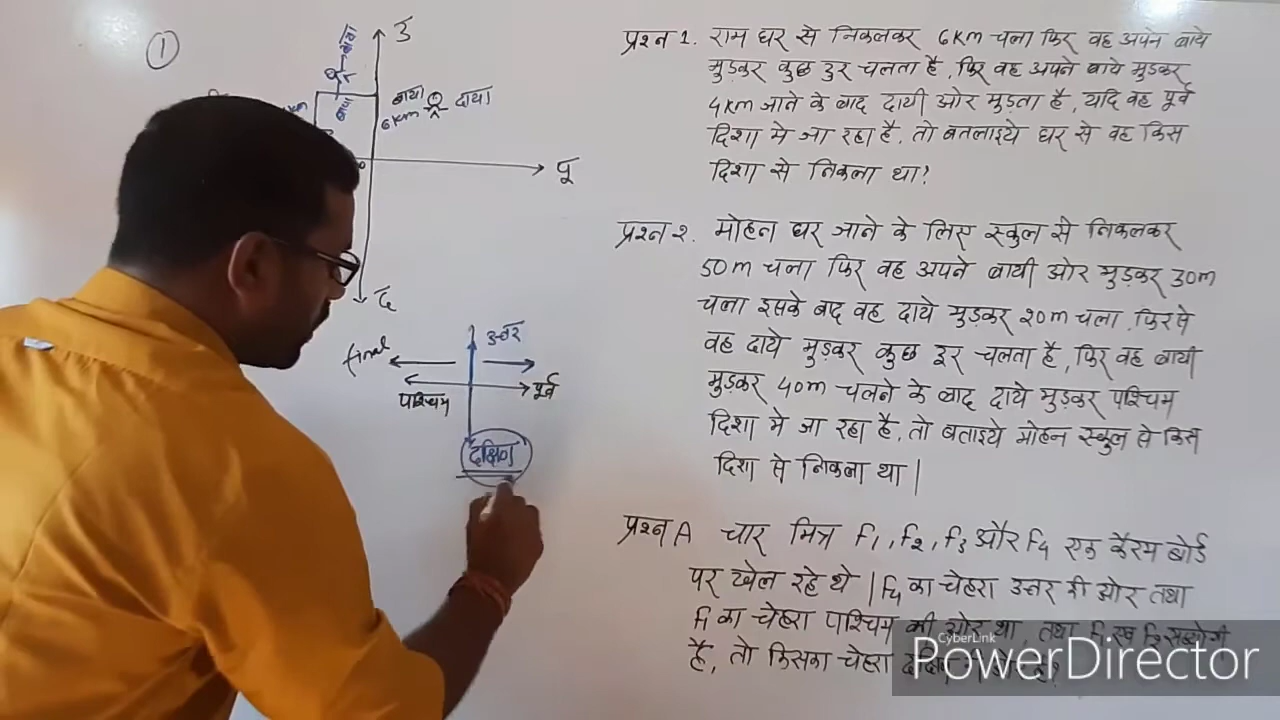 1
उ
बाया
बाया
6km
दाया
km
पू
द
प्रश्न 1. राम घर से निकलकर 6km चला फिर वह अपने बाये
मुड़कर कुछ दुर चलता है, फिर वह अपने बाये मुड़कर
4km जाने के बाद दायी ओर मुड़ता है, यदि वह पूर्व
दिशा मे जा रहा है, तो बतलाइये घर से वह किस
दिशा से निकला था?
प्रश्न २. मोहन घर जाने के लिए स्कुल से निकलकर
50m चला फिर वह अपने बायी ओर मुड़कर 30m
चला इसके बाद वह दाये मुड़कर २०m चला, फिर से
वह दाये मुड़कर कुछ दूर चलता है, फिर वह बायी
मुड़कर 40m चलने के बाद दाये मुड़कर पश्चिम
दिशा मे जा रहा है, तो बताइये मोहन स्कुल से किस
दिशा से निकला था |
final
उत्तर
पश्चिम
पूर्व
दक्षिण
प्रश्न A चार मित्र F1, F2, F3 और F4 एक कैरम बोर्ड
पर खेल रहे थे | F4 का चेहरा उत्तर की ओर तथा
F1 का चेहरा पाश्चिम की ओर था, तथा
है, तो किसका चेहरा
CyberLink
PowerDirector